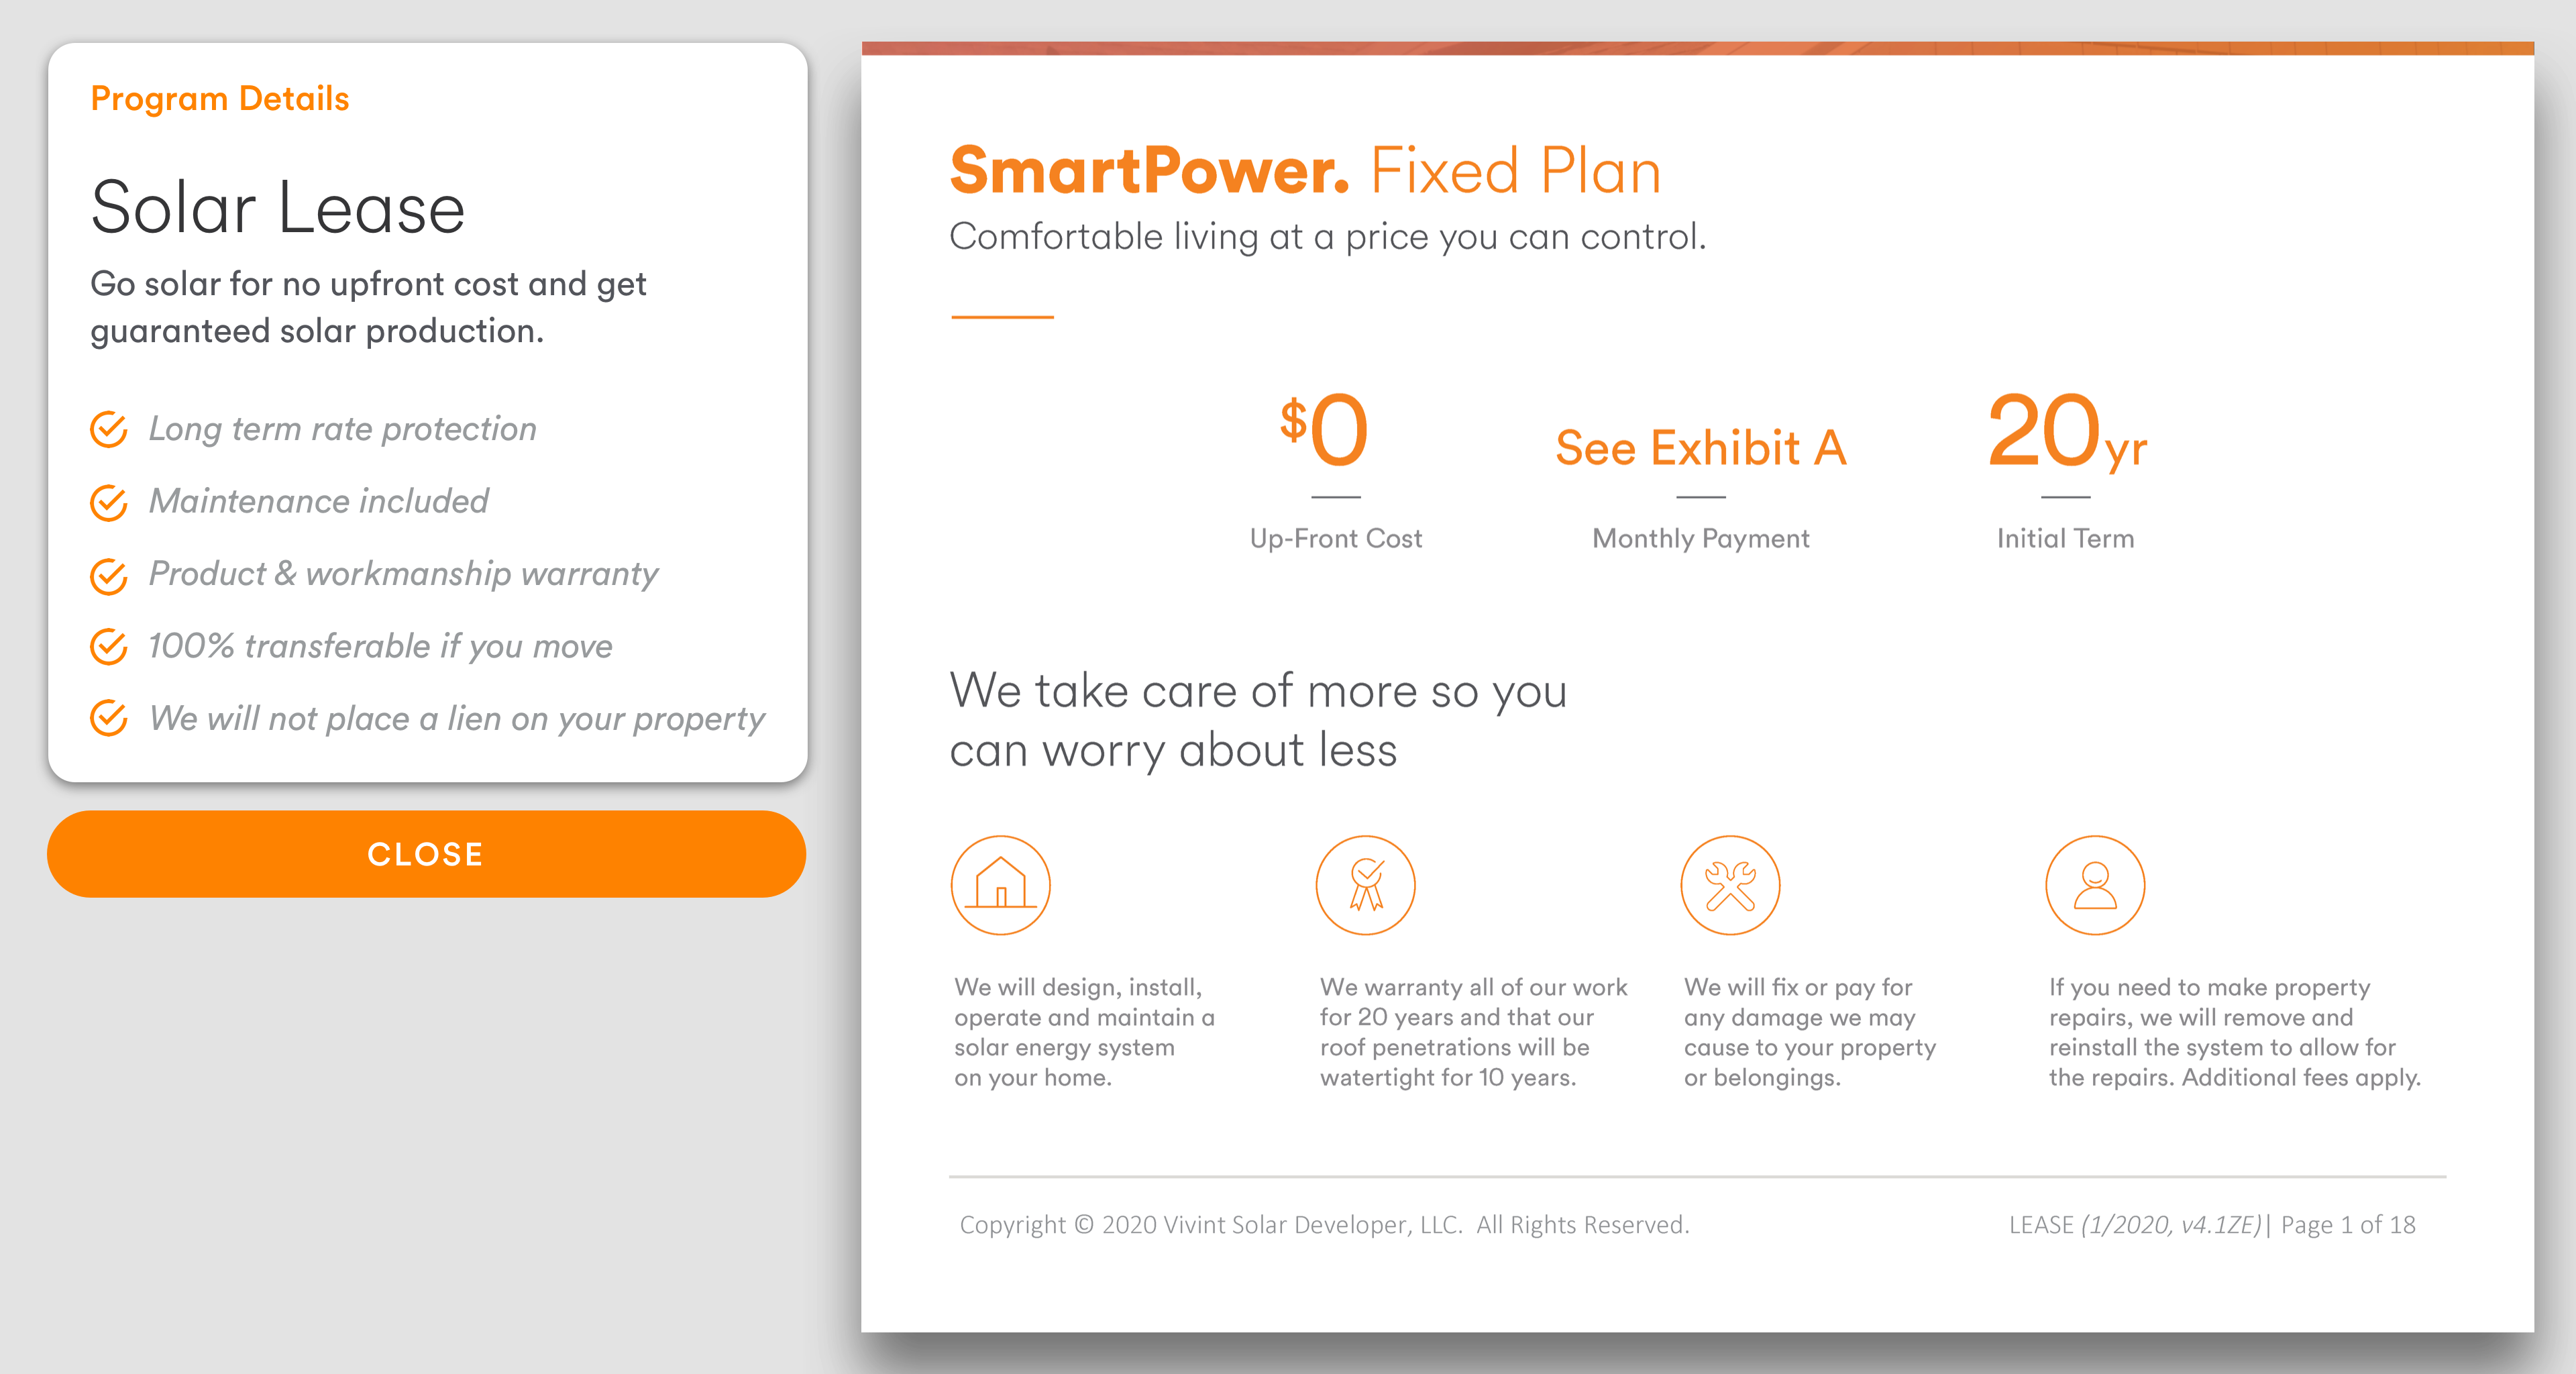 Program Details
Solar Lease
Go solar for no upfront cost and get
guaranteed solar production.
Long term rate protection
Maintenance included
Product & workmanship warranty
100% transferable if you move
We will not place a lien on your property
CLOSE
SmartPower. Fixed Plan
Comfortable living at a price you can control.
$0
Up-Front Cost
See Exhibit A
Monthly Payment
20yr
Initial Term
We take care of more so you
can worry about less
We will design, install,
operate and maintain a
solar energy system
on your home.
We warranty all of our work
for 20 years and that our
roof penetrations will be
watertight for 10 years.
We will fix or pay for
any damage we may
cause to your property
or belongings.
If you need to make property
repairs, we will remove and
reinstall the system to allow for
the repairs. Additional fees apply.
Copyright © 2020 Vivint Solar Developer, LLC.  All Rights Reserved.
LEASE (1/2020, v4.1ZE)| Page 1 of 18